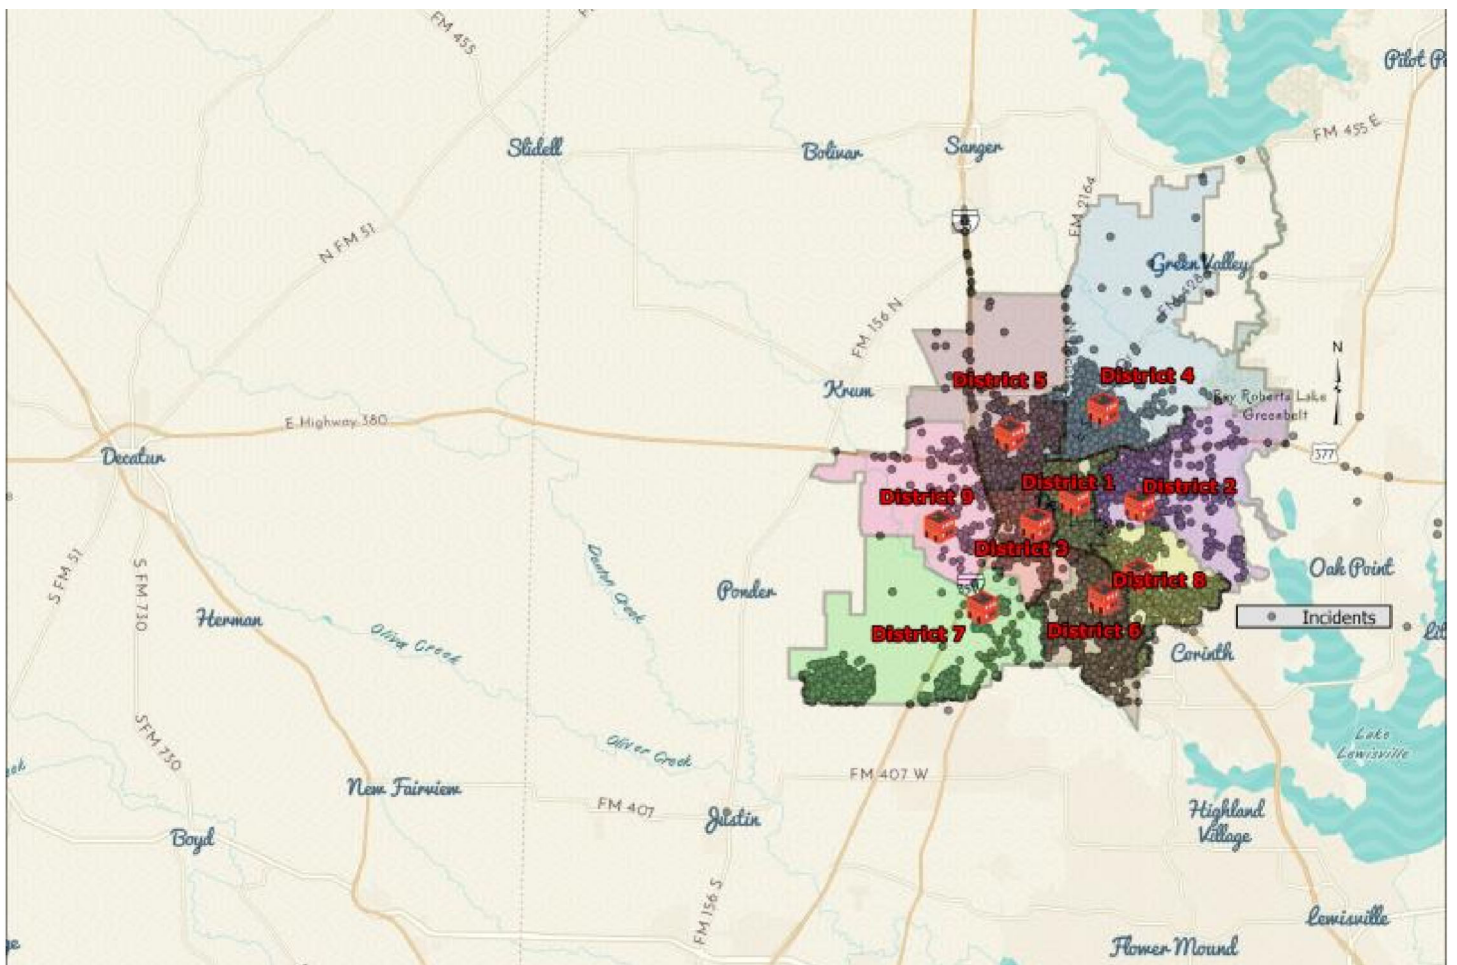 FM 455
Pilot P
Slidell
Bolivar
Sanger
FM 455 E
FM 2164
N FM 51
Green Valley
FM 428
FM 156 N
N
District 5
District 4
Krum
Ray Roberts Lake
Greenbelt
E Highway 380
377
Decatur
District 1
District 2
District 9
District 3
S FM 51
S FM 730
Denton Creek
Ponder
Oak Point
District 8
Herman
Incidents
Oliver Creek
District 7
District 6
Corinth
S FM 730
Oliver Creek
Lake
Lewisville
FM 407 W
New Fairview
FM 407
Justin
Highland
Village
Boyd
FM 156 S
Lewisville
Flower Mound